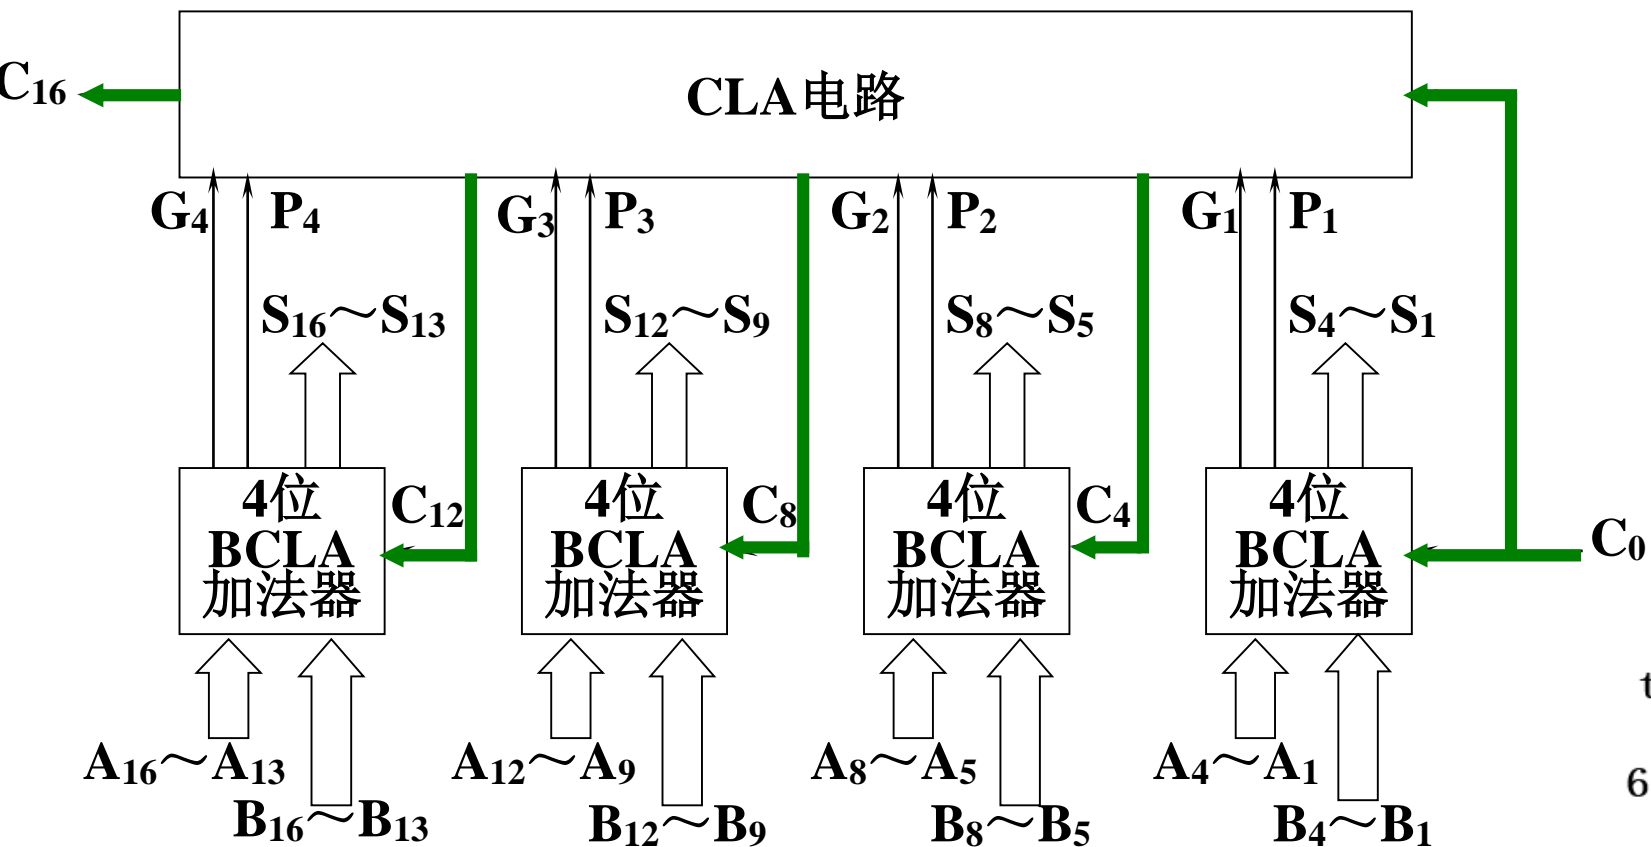 C16
CLA电路
G4 P4 G3 P3 G2 P2 G1 P1
S16～S13 S12～S9 S8～S5 S4～S1
4位 4位 4位 4位
C12 C8 C4
BCLA BCLA BCLA BCLA
C0
加法器 加法器 加法器 加法器
t
A16～A13 A12～A9 A8～A5 A4～A1
6
B16～B13 B12～B9 B8～B5 B4～B1